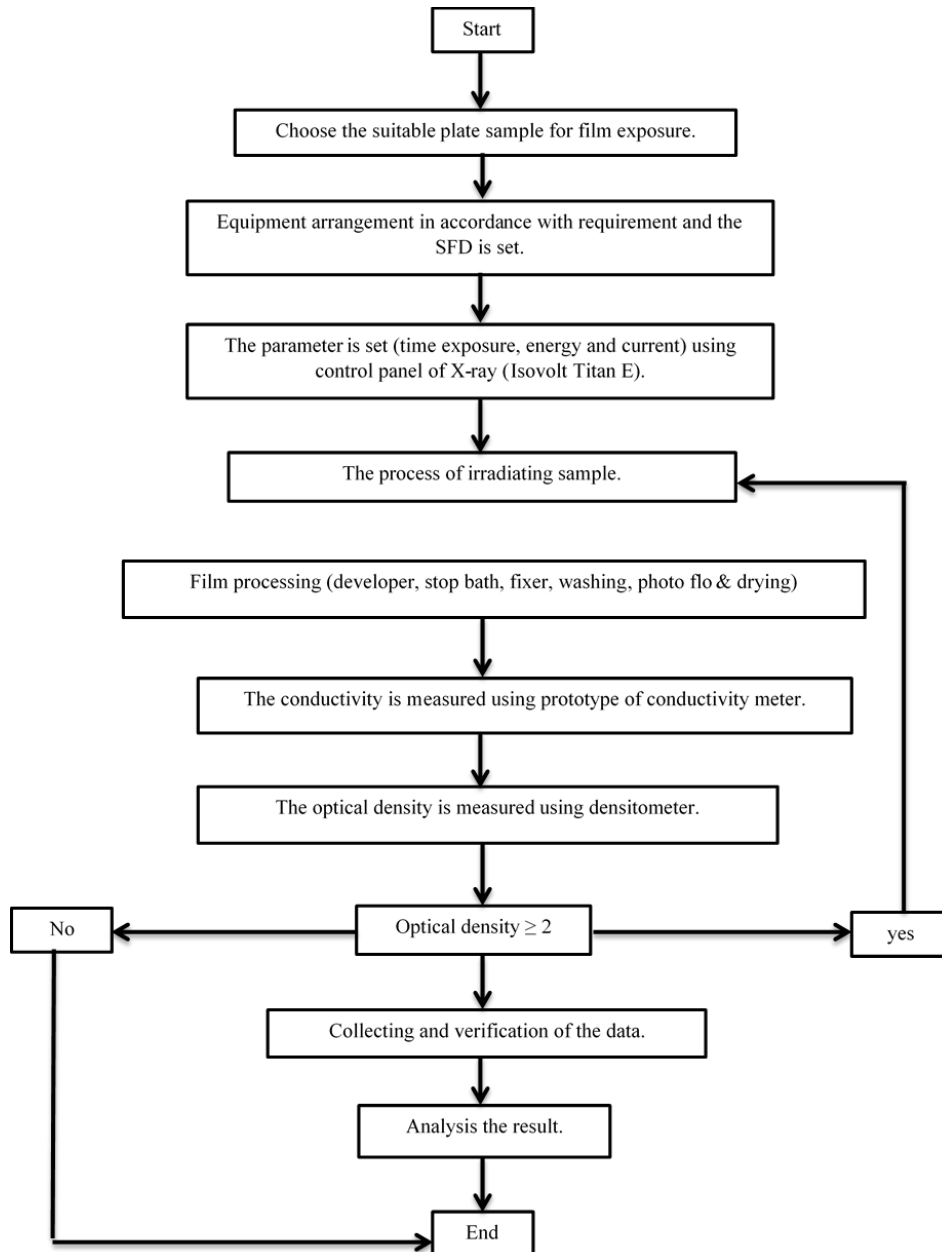 Start
Choose the suitable plate sample for film exposure.
Equipment arrangement in accordance with requirement and the
SFD is set.
The parameter is set (time exposure, energy and current) using
control panel of X-ray (Isovolt Titan E).
The process of irradiating sample.
Film processing (developer, stop bath, fixer, washing, photo flo & drying)
The conductivity is measured using prototype of conductivity meter.
The optical density is measured using densitometer.
No
Optical density ≥ 2
yes
Collecting and verification of the data.
Analysis the result.
End